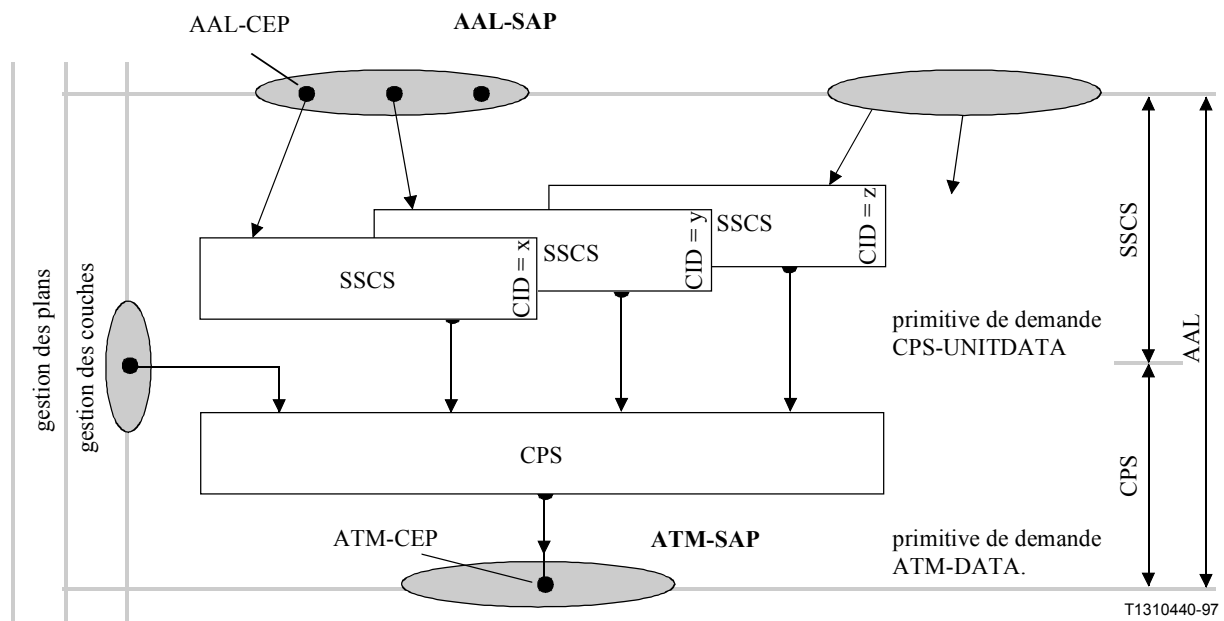 AAL-CEP
AAL-SAP
gestion des plans
gestion des couches
SSCS
CID = x
SSCS
CID = y
SSCS
CID = z
primitive de demande
CPS-UNITDATA
SSCS
AAL
CPS
CPS
ATM-CEP
ATM-SAP
primitive de demande
ATM-DATA.
T1310440-97